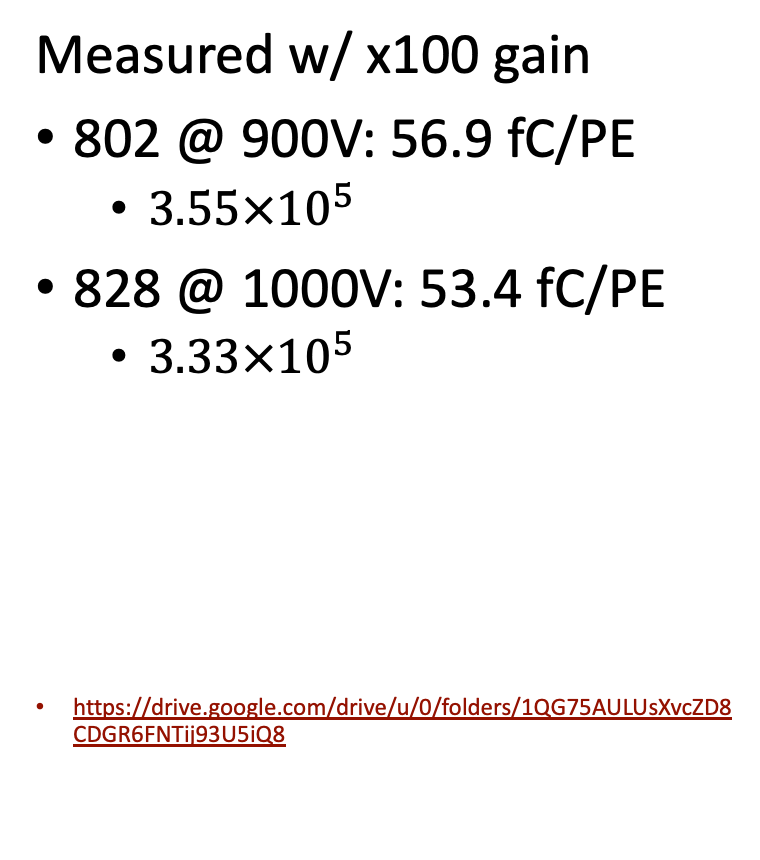 Measured w/ x100 gain
• 802 @ 900V: 56.9 fC/PE
• 3.55×10⁵
• 828 @ 1000V: 53.4 fC/PE
• 3.33×10⁵
• https://drive.google.com/drive/u/0/folders/1QG75AULUsXvcZD8
CDGR6FNTij93U5iQ8